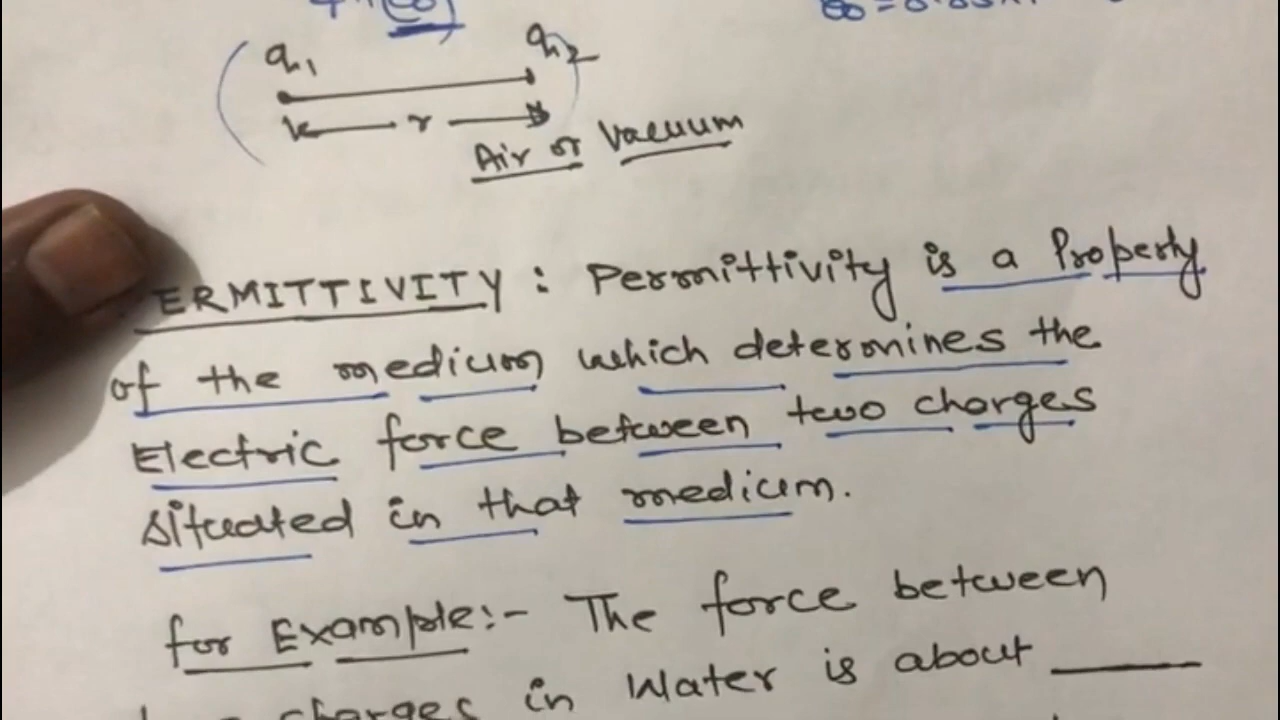 q1 q2
r
Air or Vacuum
ERMITTIVITY : Permittivity is a Property
of the medium which determines the
Electric force between two charges
situated in that medium.
for Example:- The force between
charges in Water is about ____